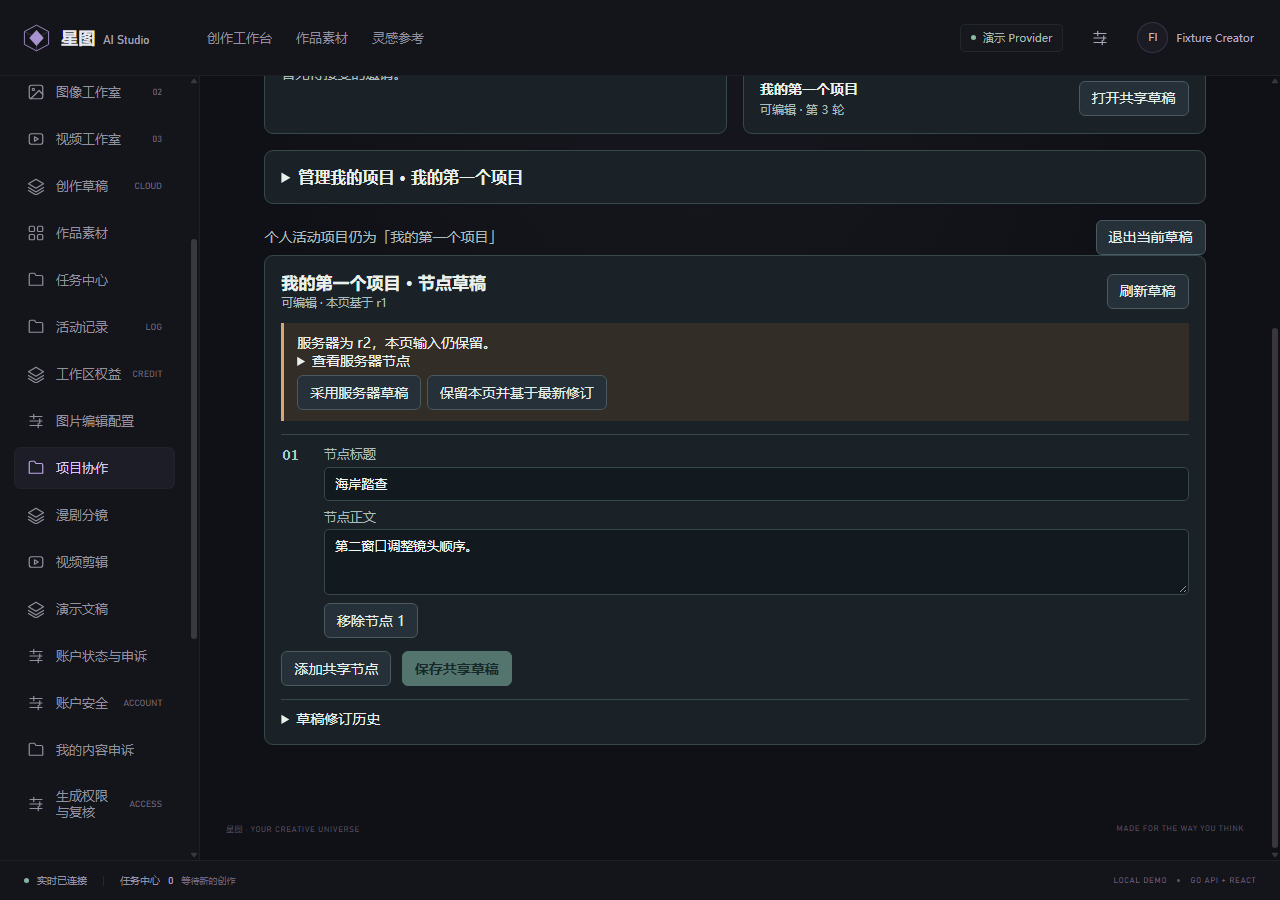 星图 AI Studio
创作工作台
作品素材
灵感参考
演示 Provider
FI
Fixture Creator
图像工作室 02
视频工作室 03
创作草稿 CLOUD
作品素材
任务中心
活动记录 LOG
工作区权益 CREDIT
图片编辑配置
项目协作
漫剧分镜
视频剪辑
演示文稿
账户状态与申诉
账户安全 ACCOUNT
我的内容申诉
生成权限
与复核 ACCESS
我的第一个项目
可编辑 · 第 3 轮
打开共享草稿
管理我的项目 • 我的第一个项目
个人活动项目仍为「我的第一个项目」
退出当前草稿
我的第一个项目 • 节点草稿
可编辑 · 本页基于 r1
刷新草稿
服务器为 r2，本页输入仍保留。
查看服务器节点
采用服务器草稿
保留本页并基于最新修订
01
节点标题
海岸踏查
节点正文
第二窗口调整镜头顺序。
移除节点 1
添加共享节点
保存共享草稿
草稿修订历史
星图 · YOUR CREATIVE UNIVERSE
MADE FOR THE WAY YOU THINK
实时已连接
任务中心 0 等待新的创作
LOCAL DEMO • GO API + REACT